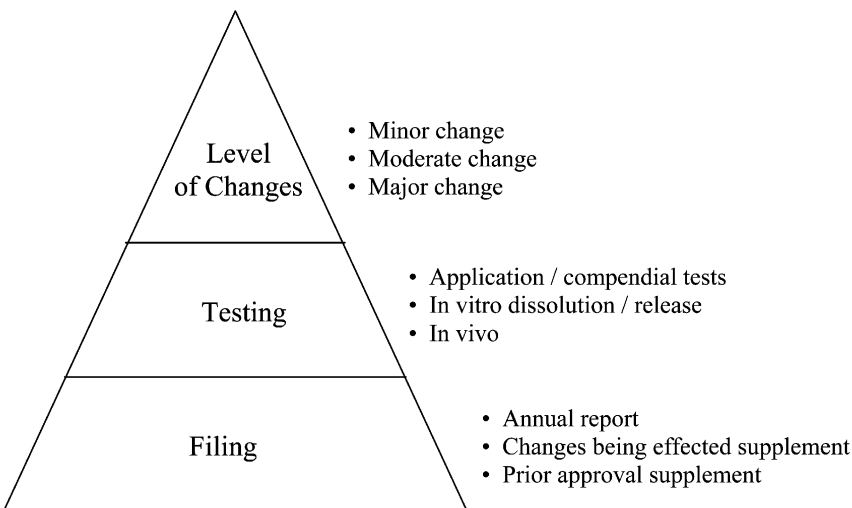 Level
of Changes
• Minor change
• Moderate change
• Major change
Testing
• Application / compendial tests
• In vitro dissolution / release
• In vivo
Filing
• Annual report
• Changes being effected supplement
• Prior approval supplement